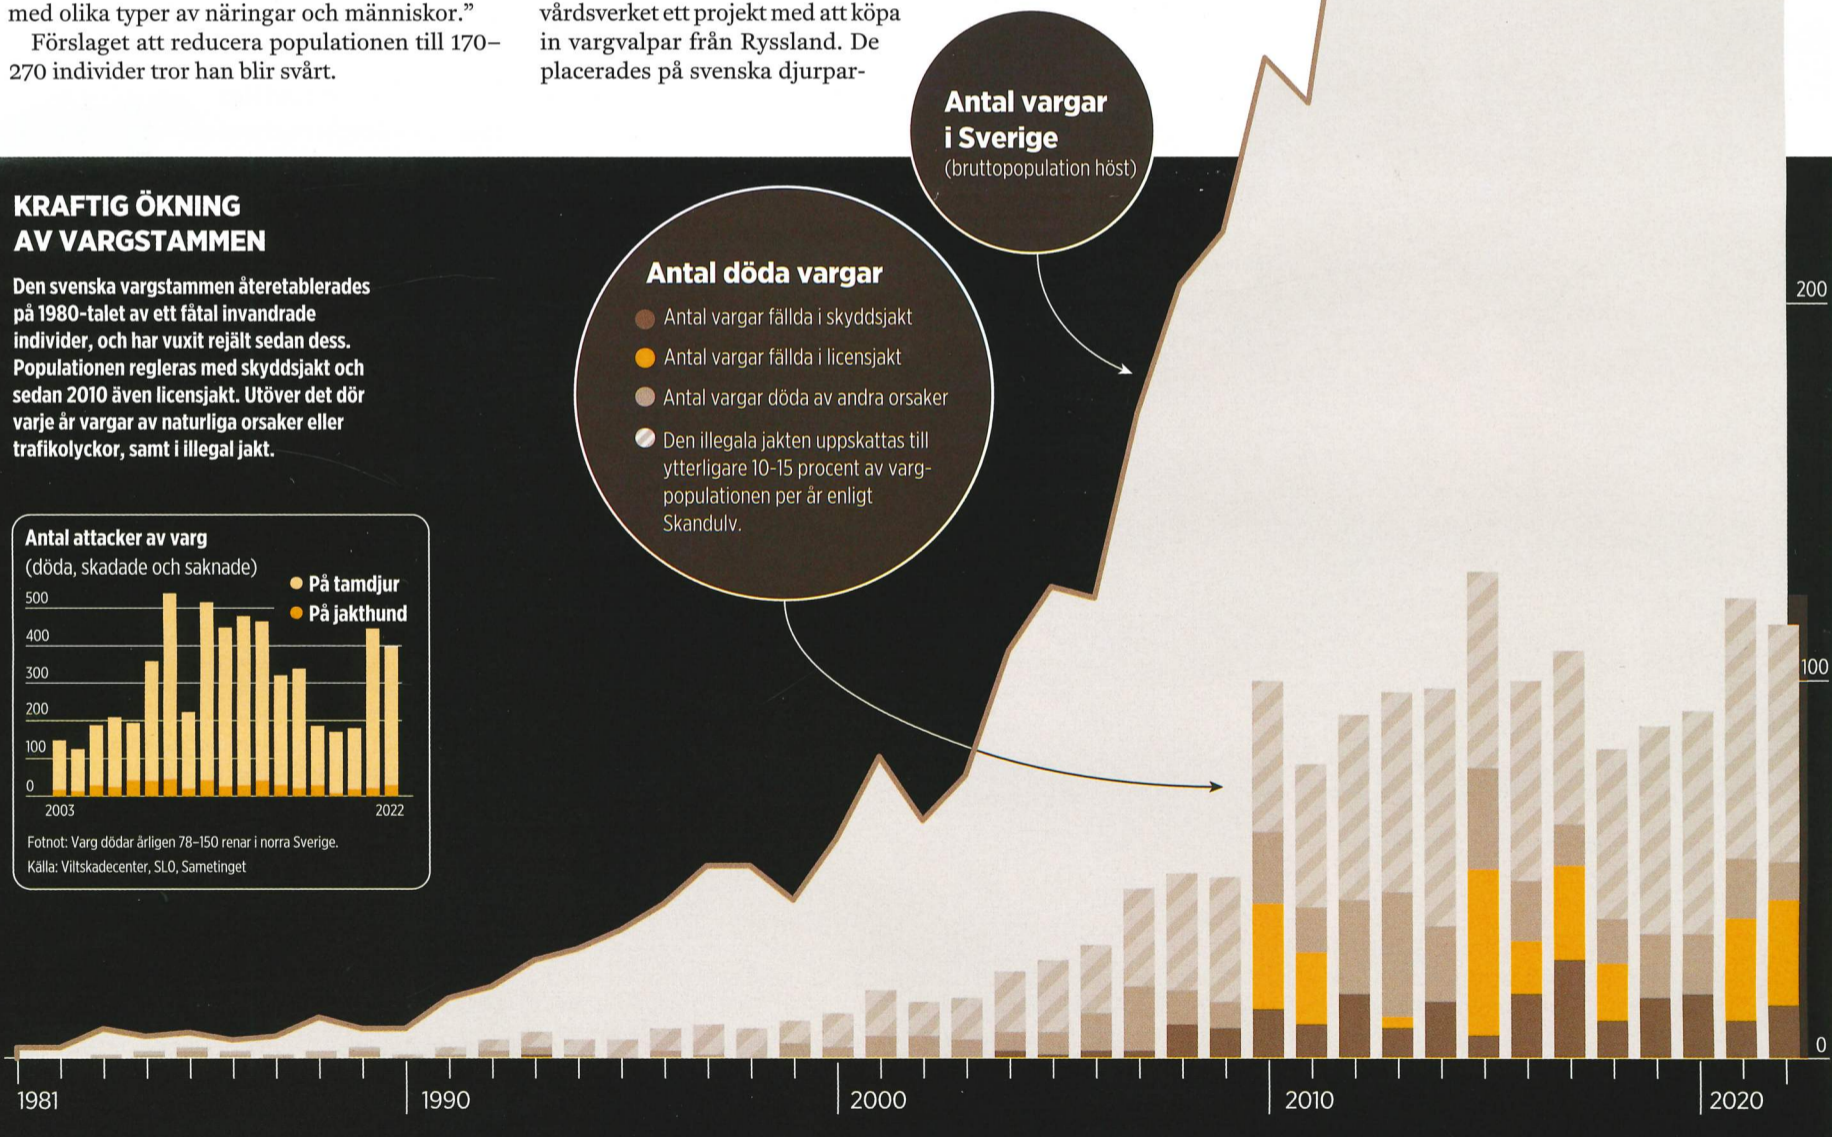 med olika typer av näringar och människor.”
Förslaget att reducera populationen till 170–
270 individer tror han blir svårt.
vårdsverket ett projekt med att köpa
in vargvalpar från Ryssland. De
placerades på svenska djurpar-
Antal vargar
i Sverige
(bruttopopulation höst)
KRAFTIG ÖKNING
AV VARGSTAMMEN
Den svenska vargstammen återetablerades
på 1980-talet av ett fåtal invandrade
individer, och har vuxit rejält sedan dess.
Populationen regleras med skyddsjakt och
sedan 2010 även licensjakt. Utöver det dör
varje år vargar av naturliga orsaker eller
trafikolyckor, samt i illegal jakt.
Antal döda vargar
Antal vargar fällda i skyddsjakt
Antal vargar fällda i licensjakt
Antal vargar döda av andra orsaker
Den illegala jakten uppskattas till
ytterligare 10-15 procent av varg-
populationen per år enligt
Skandulv.
Antal attacker av varg
(döda, skadade och saknade)
På tamdjur
På jakthund
500
400
300
200
100
0
2003 2022
Fotnot: Varg dödar årligen 78–150 renar i norra Sverige.
Källa: Viltskadecenter, SLO, Sametinget
200
100
0
1981 1990 2000 2010 2020